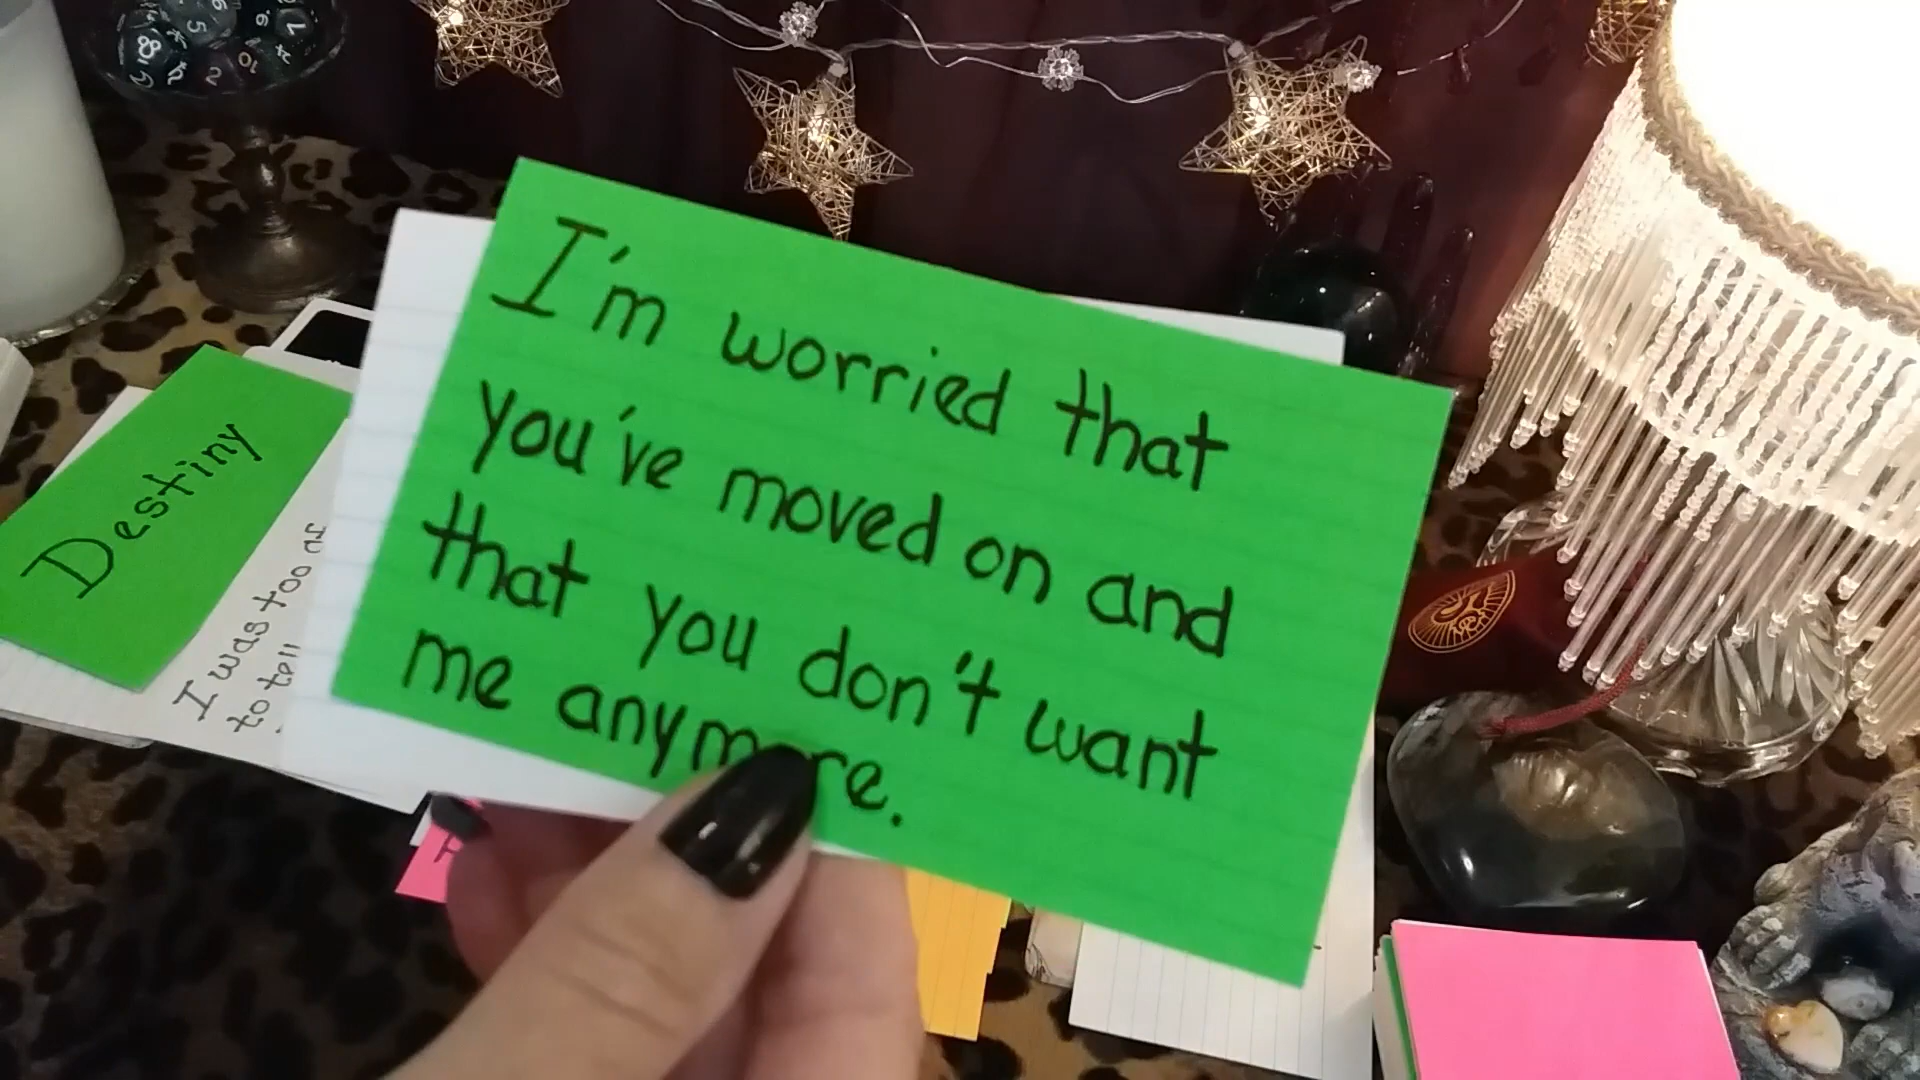 I'm worried that
you've moved on and
that you don't want
me anymore.
Destiny
I was too
to tell